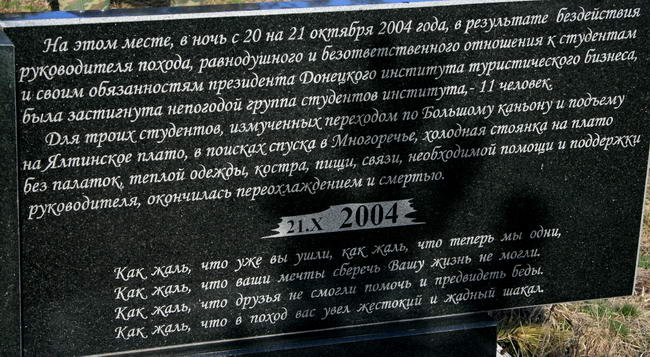 На этом месте, в ночь с 20 на 21 октября 2004 года, в результате бездействия
руководителя похода, равнодушного и безответственного отношения к студентам
и своим обязанностям президента Донецкого института туристического бизнеса,
была застигнута непогодой группа студентов института,- 11 человек.
Для троих студентов, измученных переходом по Большому каньону и подъему
на Ялтинское плато, в поисках спуска в Многоречье, холодная стоянка на плато
без палаток, теплой одежды, костра, пищи, связи, необходимой помощи и поддержки
руководителя, окончилась переохлаждением и смертью.
21.X 2004
Как жаль, что уже вы ушли, как жаль, что теперь мы одни,
Как жаль, что ваши мечты сберечь Вашу жизнь не могли.
Как жаль, что друзья не смогли помочь и предвидеть беды.
Как жаль, что в поход вас увел жестокий и жадный шакал.